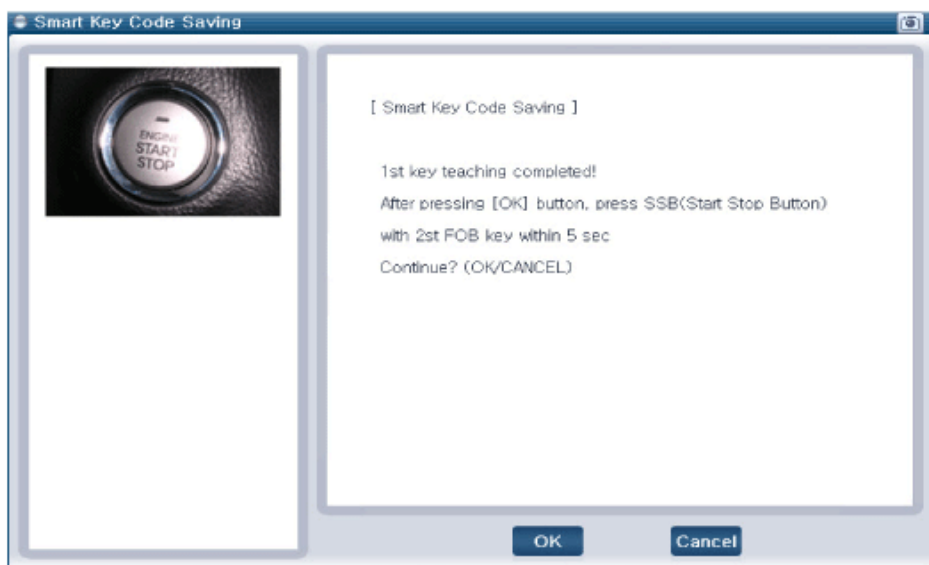 Smart Key Code Saving
ENGINE
START
STOP
[ Smart Key Code Saving ]
1st key teaching completed!
After pressing [OK] button, press SSB(Start Stop Button)
with 2st FOB key within 5 sec
Continue? (OK/CANCEL)
OK
Cancel